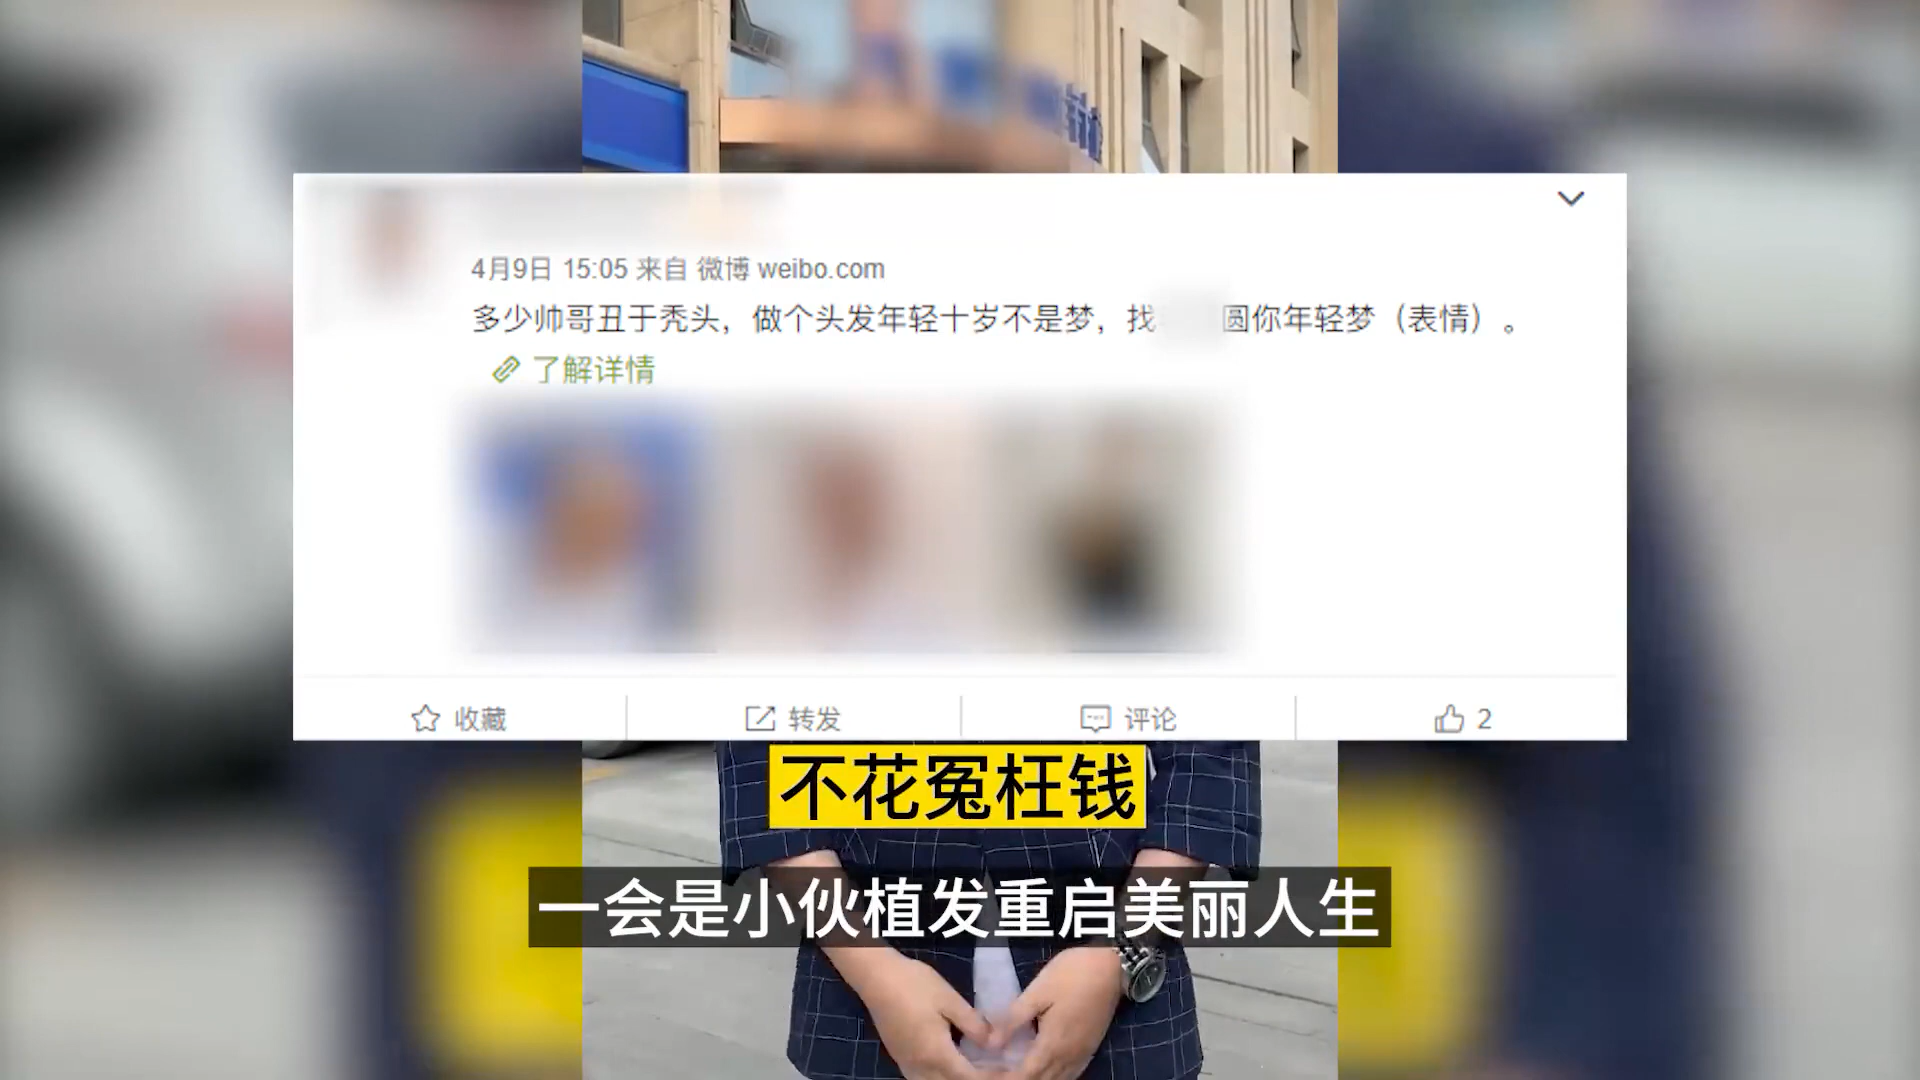 4月9日 15:05 来自 微博 weibo.com
多少帅哥丑于秃头，做个头发年轻十岁不是梦，找 圆你年轻梦（表情）。
了解详情
收藏
转发
评论
2
不花冤枉钱
一会是小伙植发重启美丽人生